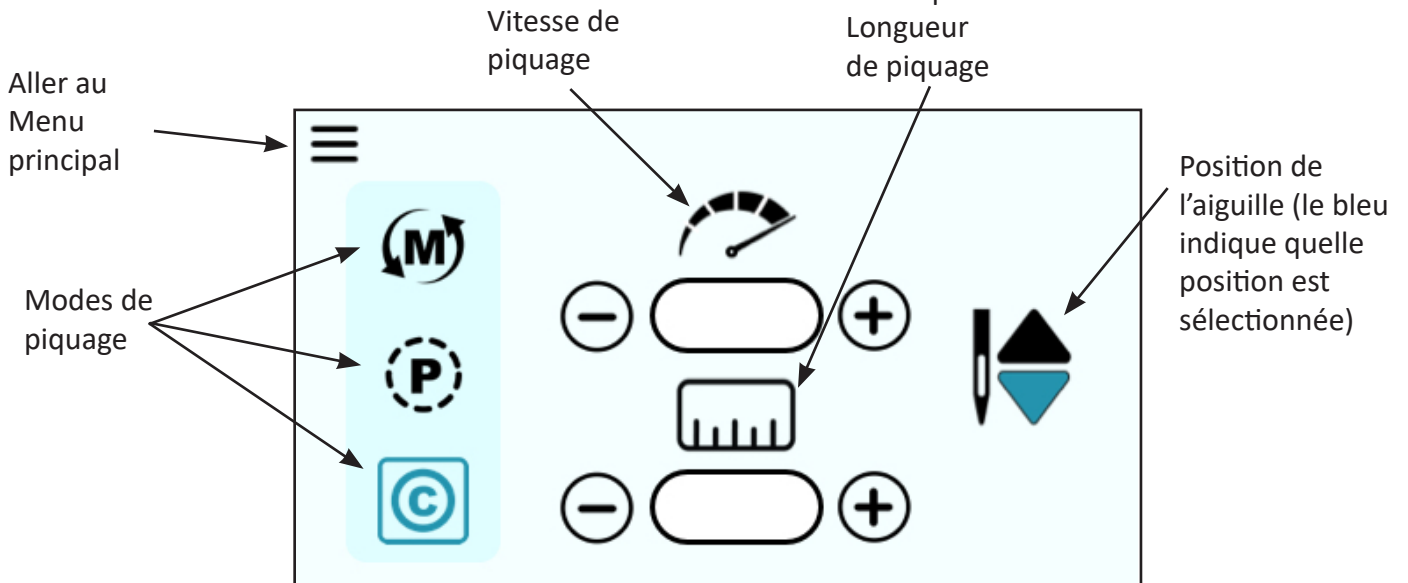 Vitesse de
piquage
Longueur
de piquage
Aller au
Menu
principal
Position de
l’aiguille (le bleu
indique quelle
position est
sélectionnée)
Modes de
piquage
M
P
C